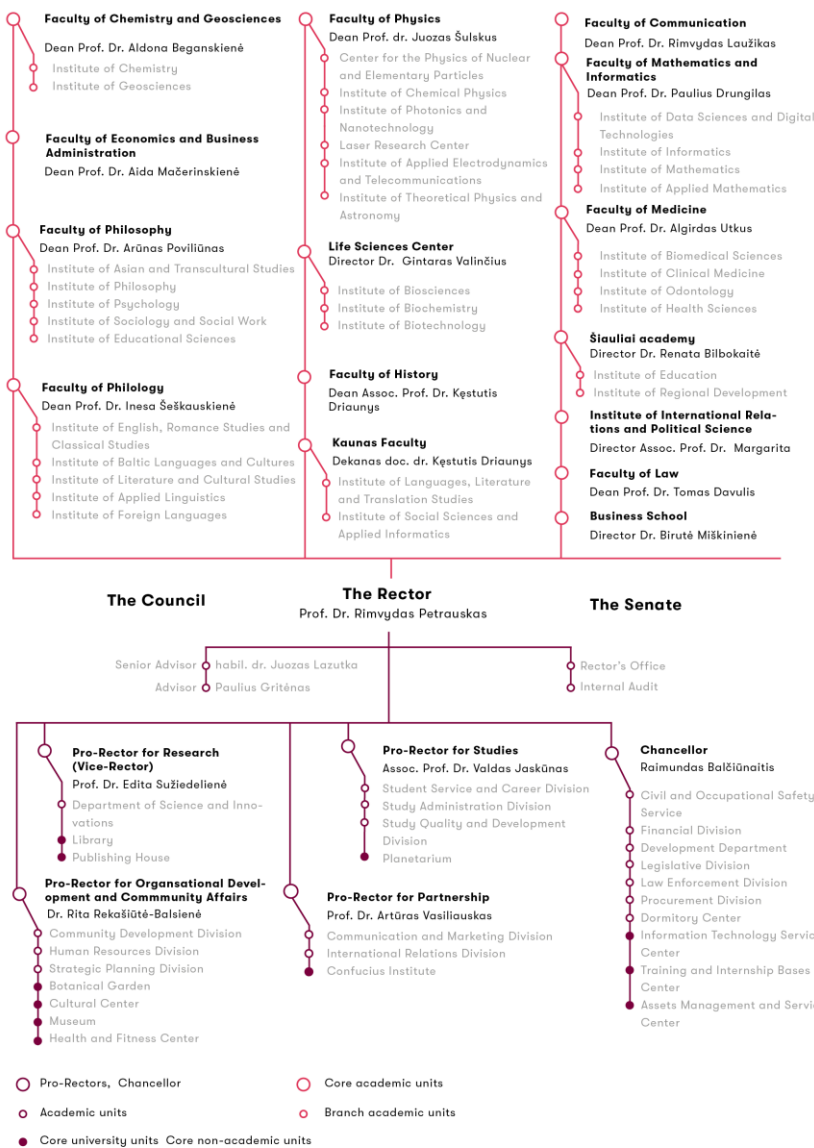 Faculty of Chemistry and Geosciences
Dean Prof. Dr. Aldona Beganskienė
Institute of Chemistry
Institute of Geosciences
Faculty of Economics and Business
Administration
Dean Prof. Dr. Aida Mačerinskienė
Faculty of Philosophy
Dean Prof. Dr. Arūnas Poviliūnas
Institute of Asian and Transcultural Studies
Institute of Philosophy
Institute of Psychology
Institute of Sociology and Social Work
Institute of Educational Sciences
Faculty of Philology
Dean Prof. Dr. Inesa Šeškauskienė
Institute of English, Romance Studies and
Classical Studies
Institute of Baltic Languages and Cultures
Institute of Literature and Cultural Studies
Institute of Applied Linguistics
Institute of Foreign Languages
Faculty of Physics
Dean Prof. dr. Juozas Šulskus
Center for the Physics of Nuclear
and Elementary Particles
Institute of Chemical Physics
Institute of Photonics and
Nanotechnology
Laser Research Center
Institute of Applied Electrodynamics
and Telecommunications
Institute of Theoretical Physics and
Astronomy
Life Sciences Center
Director Dr. Gintaras Valinčius
Institute of Biosciences
Institute of Biochemistry
Institute of Biotechnology
Faculty of History
Dean Assoc. Prof. Dr. Kęstutis
Driaunys
Kaunas Faculty
Dekanas doc. dr. Kęstutis Driaunys
Institute of Languages, Literature
and Translation Studies
Institute of Social Sciences and
Applied Informatics
Faculty of Communication
Dean Prof. Dr. Rimvydas Laužikas
Faculty of Mathematics and
Informatics
Dean Prof. Dr. Paulius Drungilas
Institute of Data Sciences and Digital
Technologies
Institute of Informatics
Institute of Mathematics
Institute of Applied Mathematics
Faculty of Medicine
Dean Prof. Dr. Algirdas Utkus
Institute of Biomedical Sciences
Institute of Clinical Medicine
Institute of Odontology
Institute of Health Sciences
Šiauliai academy
Director Dr. Renata Bilbokaitė
Institute of Education
Institute of Regional Development
Institute of International Rela-
tions and Political Science
Director Assoc. Prof. Dr. Margarita
Faculty of Law
Dean Prof. Dr. Tomas Davulis
Business School
Director Dr. Birutė Miškinienė
The Council
The Rector
Prof. Dr. Rimvydas Petrauskas
The Senate
Senior Advisor habil. dr. Juozas Lazutka
Advisor Paulius Gritėnas
Rector's Office
Internal Audit
Pro-Rector for Research
(Vice-Rector)
Prof. Dr. Edita Sužiedelienė
Department of Science and Inno-
vations
Library
Publishing House
Pro-Rector for Organsational Devel-
opment and Commmunity Affairs
Dr. Rita Rekašiūtė-Balsienė
Community Development Division
Human Resources Division
Strategic Planning Division
Botanical Garden
Cultural Center
Museum
Health and Fitness Center
Pro-Rector for Studies
Assoc. Prof. Dr. Valdas Jaskūnas
Student Service and Career Division
Study Administration Division
Study Quality and Development
Division
Planetarium
Pro-Rector for Partnership
Prof. Dr. Artūras Vasiliauskas
Communication and Marketing Division
International Relations Division
Confucius Institute
Chancellor
Raimundas Balčiūnaitis
Civil and Occupational Safety
Service
Financial Division
Development Department
Legislative Division
Law Enforcement Division
Procurement Division
Dormitory Center
Information Technology Servic
Center
Training and Internship Bases
Center
Assets Management and Servic
Center
Pro-Rectors, Chancellor
Core academic units
Academic units
Branch academic units
Core university units Core non-academic units